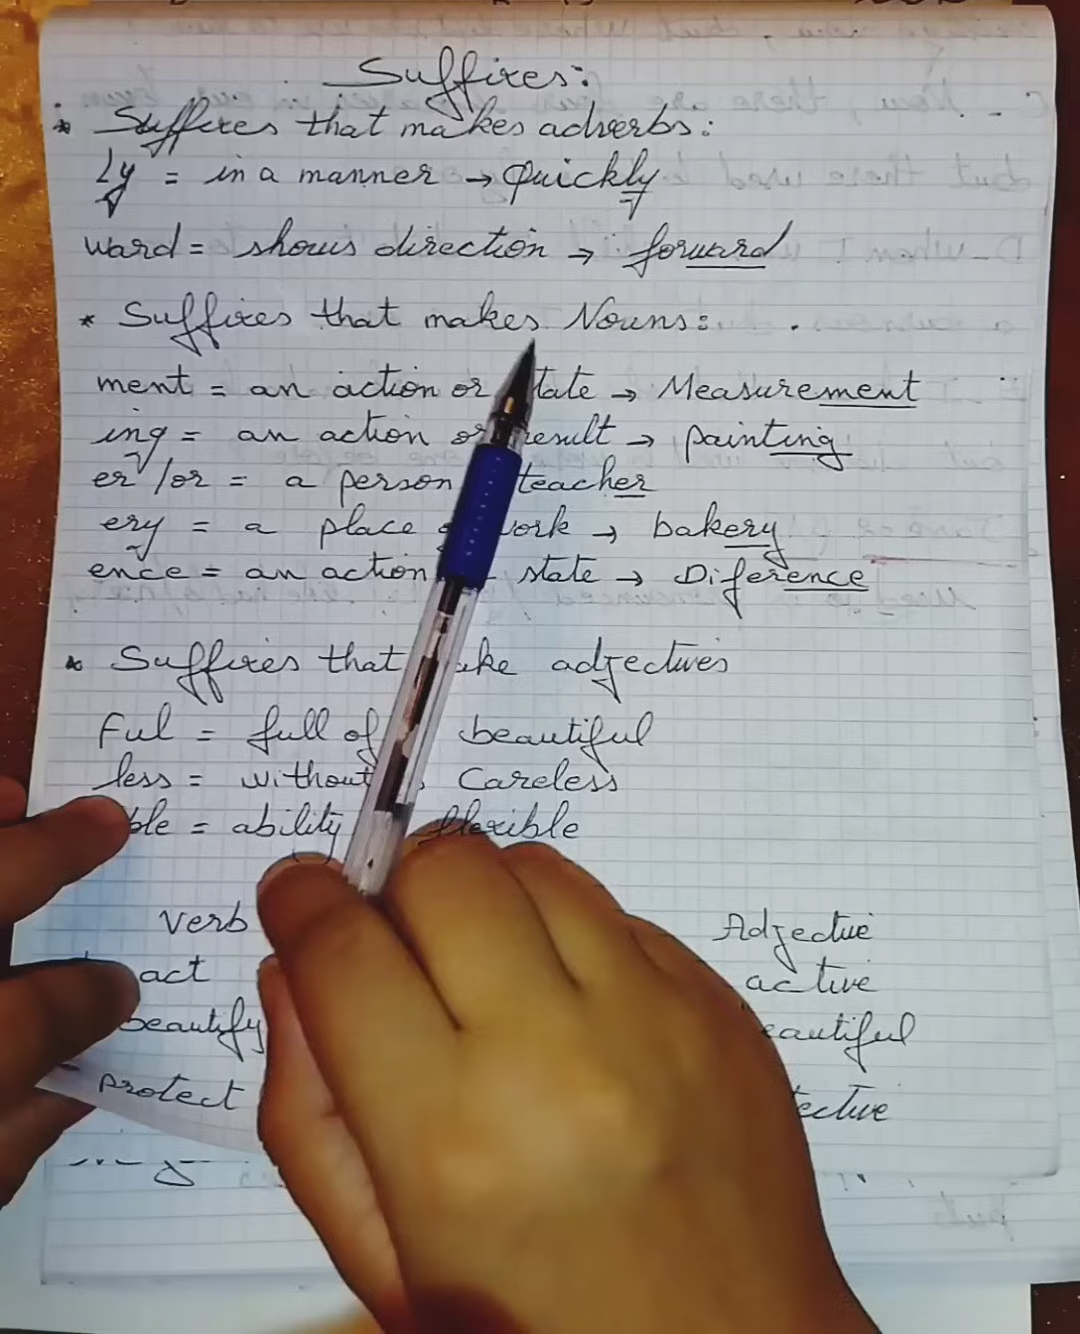 Suffixes:
* Suffixes that makes adverbs:
Ly = in a manner → Quickly
ward = shows direction → forward
* Suffixes that makes Nouns:
ment = an action or state → Measurement
ing = an action or result → painting
er / or = a person teacher
ery = a place work → bakery
ence = an action state → Diference
* Suffixes that make adjectives
Ful = full of beautiful
less = without Careless
ble = ability flexible
Verb Adjective
act active
beautify eautiful
- protect tective